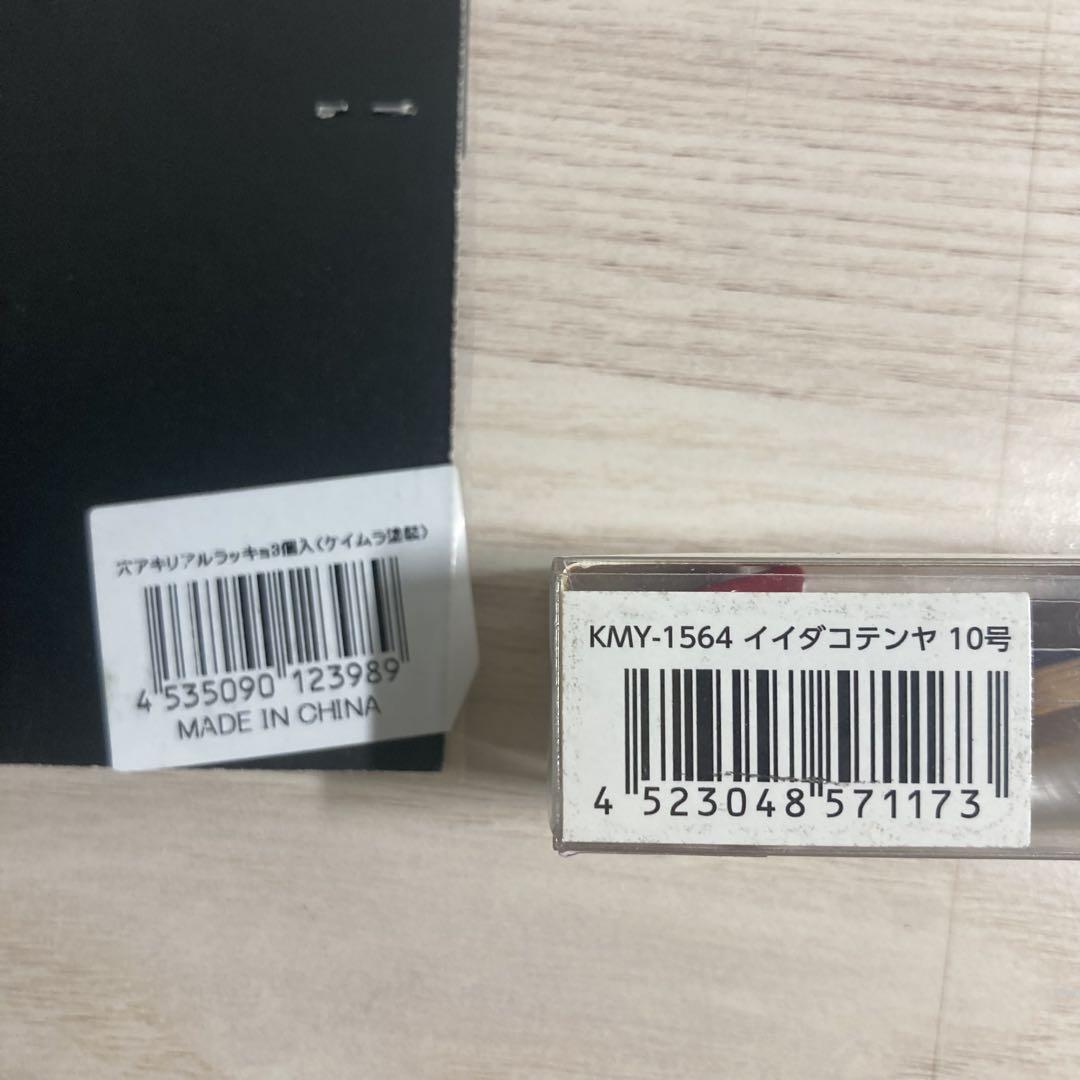 穴アキリアルラッキョ3個入〈ケイムラ塗装〉
4 535090 123989
MADE IN CHINA
KMY-1564 イイダコテンヤ 10号
4 523048 571173